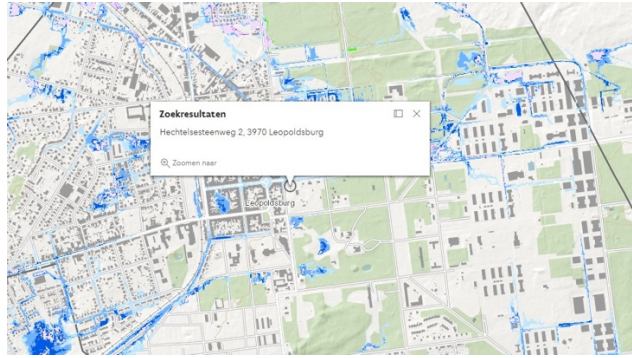 Zoekresultaten
Hechtelsesteenweg 2, 3970 Leopoldsburg
Zoomen naar
Leopoldsburg